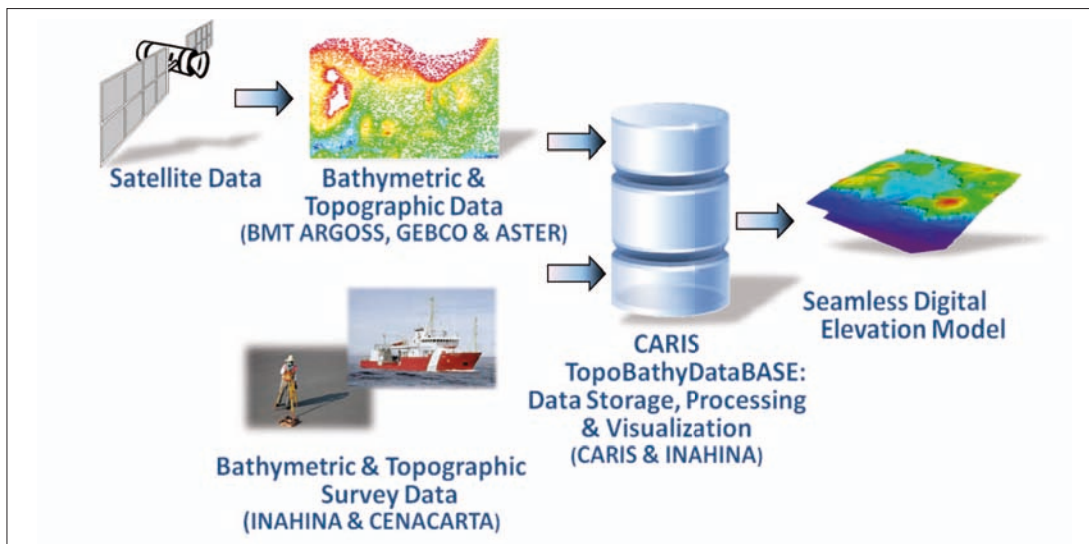 Satellite Data
Bathymetric &
Topographic Data
(BMT ARGOSS, GEBCO & ASTER)
Bathymetric & Topographic
Survey Data
(INAHINA & CENACARTA)
CARIS
TopoBathyDataBASE:
Data Storage, Processing
& Visualization
(CARIS & INAHINA)
Seamless Digital
Elevation Model